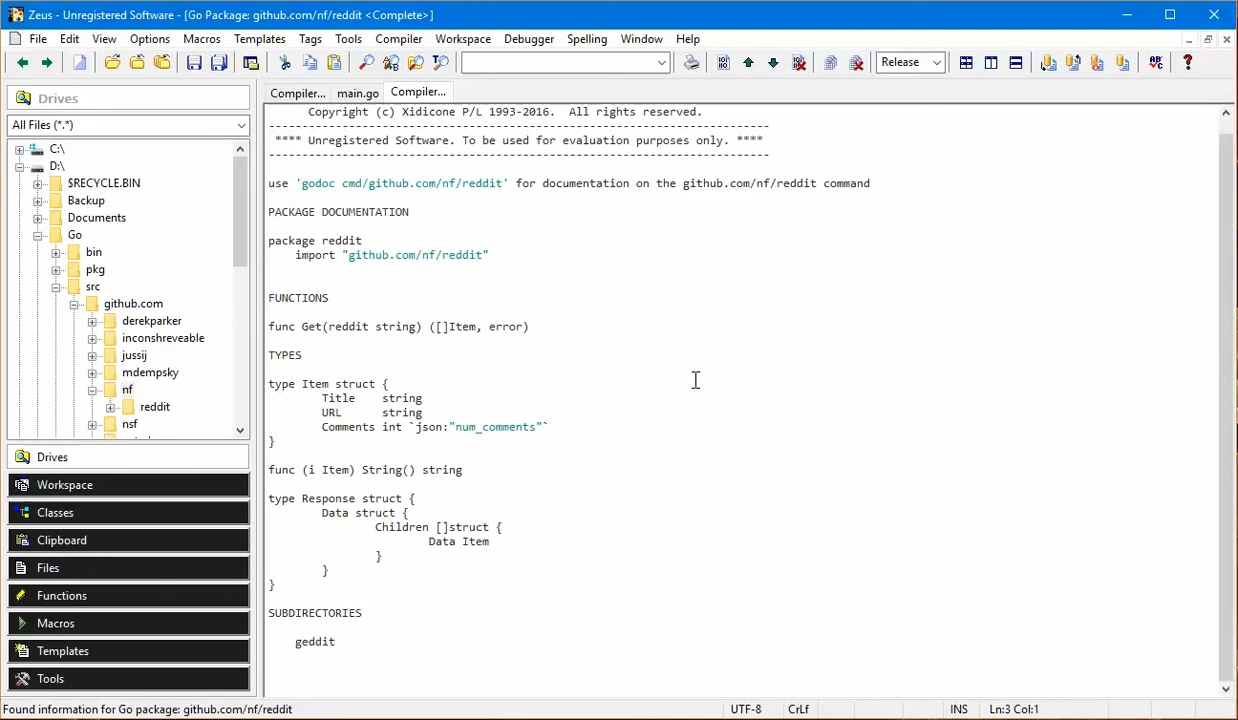 Zeus - Unregistered Software - [Go Package: github.com/nf/reddit <Complete>]
File Edit View Options Macros Templates Tags Tools Compiler Workspace Debugger Spelling Window Help
Release
Drives
All Files (*.*)
C:\
D:\
$RECYCLE.BIN
Backup
Documents
Go
bin
pkg
src
github.com
derekparker
inconshreveable
jussij
mdempsky
nf
reddit
nsf
Drives
Workspace
Classes
Clipboard
Files
Functions
Macros
Templates
Tools
Compiler... main.go Compiler...
Copyright (c) Xidicone P/L 1993-2016. All rights reserved.
--------------------------------------------------------------------------
**** Unregistered Software. To be used for evaluation purposes only. ****
--------------------------------------------------------------------------
use 'godoc cmd/github.com/nf/reddit' for documentation on the github.com/nf/reddit command
PACKAGE DOCUMENTATION
package reddit
import "github.com/nf/reddit"
FUNCTIONS
func Get(reddit string) ([]Item, error)
TYPES
type Item struct {
Title string
URL string
Comments int `json:"num_comments"`
}
func (i Item) String() string
type Response struct {
Data struct {
Children []struct {
Data Item
}
}
}
SUBDIRECTORIES
geddit
Found information for Go package: github.com/nf/reddit
UTF-8 CrLf INS Ln:3 Col:1